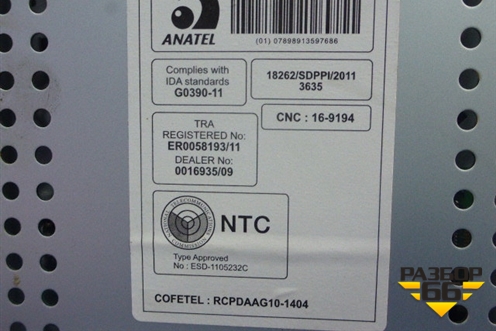 ANATEL
(01) 07898913597686
Complies with
IDA standards
G0390-11
18262/SDPPI/2011
3635
CNC : 16-9194
TRA
REGISTERED No:
ER0058193/11
DEALER No:
0016935/09
NTC
Type Approved
No : ESD-1105232C
COFETEL : RCPDAAG10-1404
РАЗБОР
66